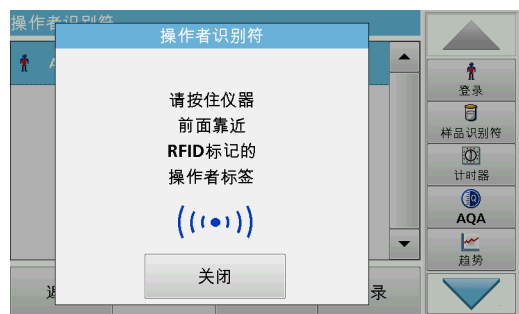 操作者识别符
操作者识别符
请按住仪器
前面靠近
RFID标记的
操作者标签
关闭
录
登录
样品识别符
计时器
AQA
趋势